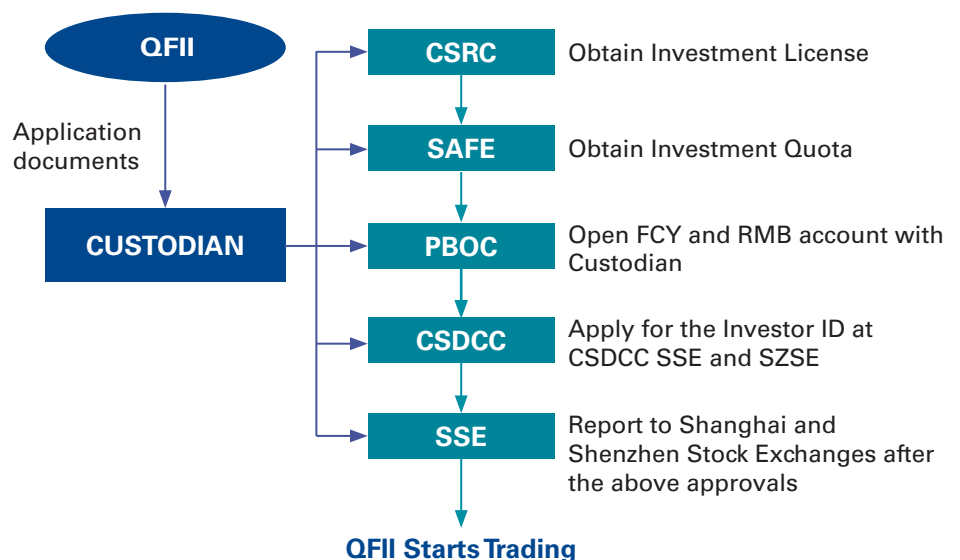 QFII
Application
documents
CUSTODIAN
CSRC
Obtain Investment License
SAFE
Obtain Investment Quota
PBOC
Open FCY and RMB account with
Custodian
CSDCC
Apply for the Investor ID at
CSDCC SSE and SZSE
SSE
Report to Shanghai and
Shenzhen Stock Exchanges after
the above approvals
QFII Starts Trading